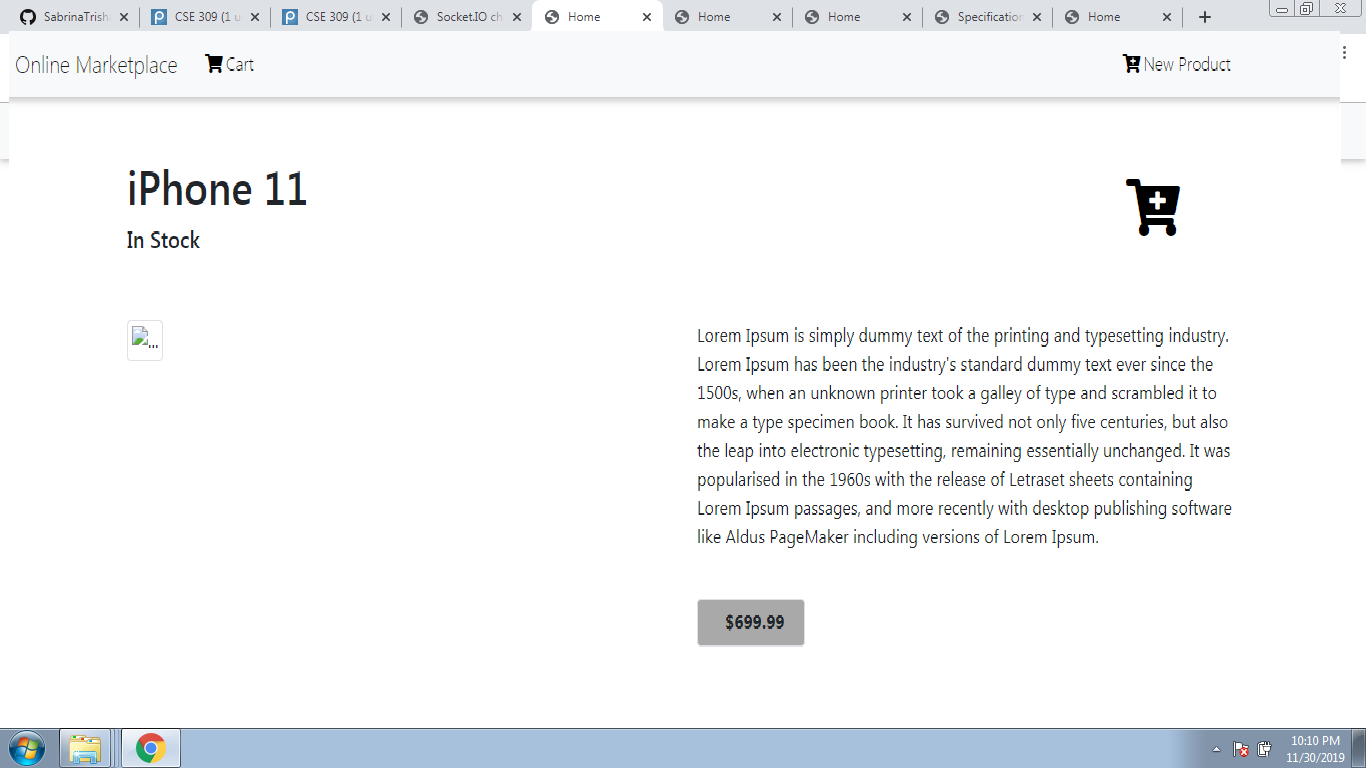 SabrinaTrish
CSE 309 (1 u
CSE 309 (1 u
Socket.IO ch
Home
Home
Home
Specification
Home
Online Marketplace
Cart
New Product
iPhone 11
In Stock
...
Lorem Ipsum is simply dummy text of the printing and typesetting industry.
Lorem Ipsum has been the industry's standard dummy text ever since the
1500s, when an unknown printer took a galley of type and scrambled it to
make a type specimen book. It has survived not only five centuries, but also
the leap into electronic typesetting, remaining essentially unchanged. It was
popularised in the 1960s with the release of Letraset sheets containing
Lorem Ipsum passages, and more recently with desktop publishing software
like Aldus PageMaker including versions of Lorem Ipsum.
$699.99
10:10 PM
11/30/2019